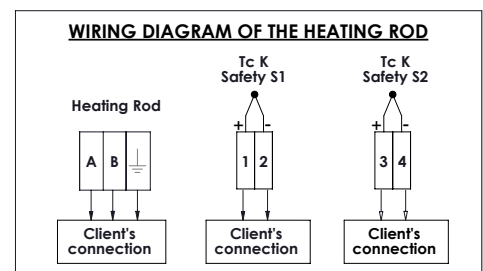 WIRING DIAGRAM OF THE HEATING ROD
Tc K
Safety S1
Tc K
Safety S2
Heating Rod
+ -
+ -
A B
1 2
3 4
Client's
connection
Client's
connection
Client's
connection